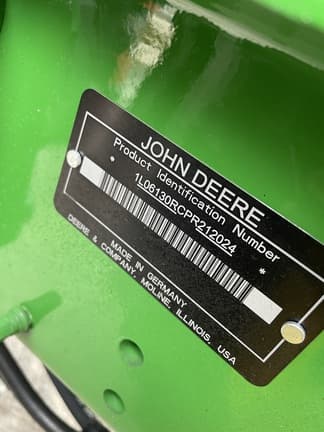 JOHN DEERE
Product Identification Number
* 1L06130RCPR212024 *
MADE IN GERMANY
DEERE & COMPANY, MOLINE, ILLINOIS, USA